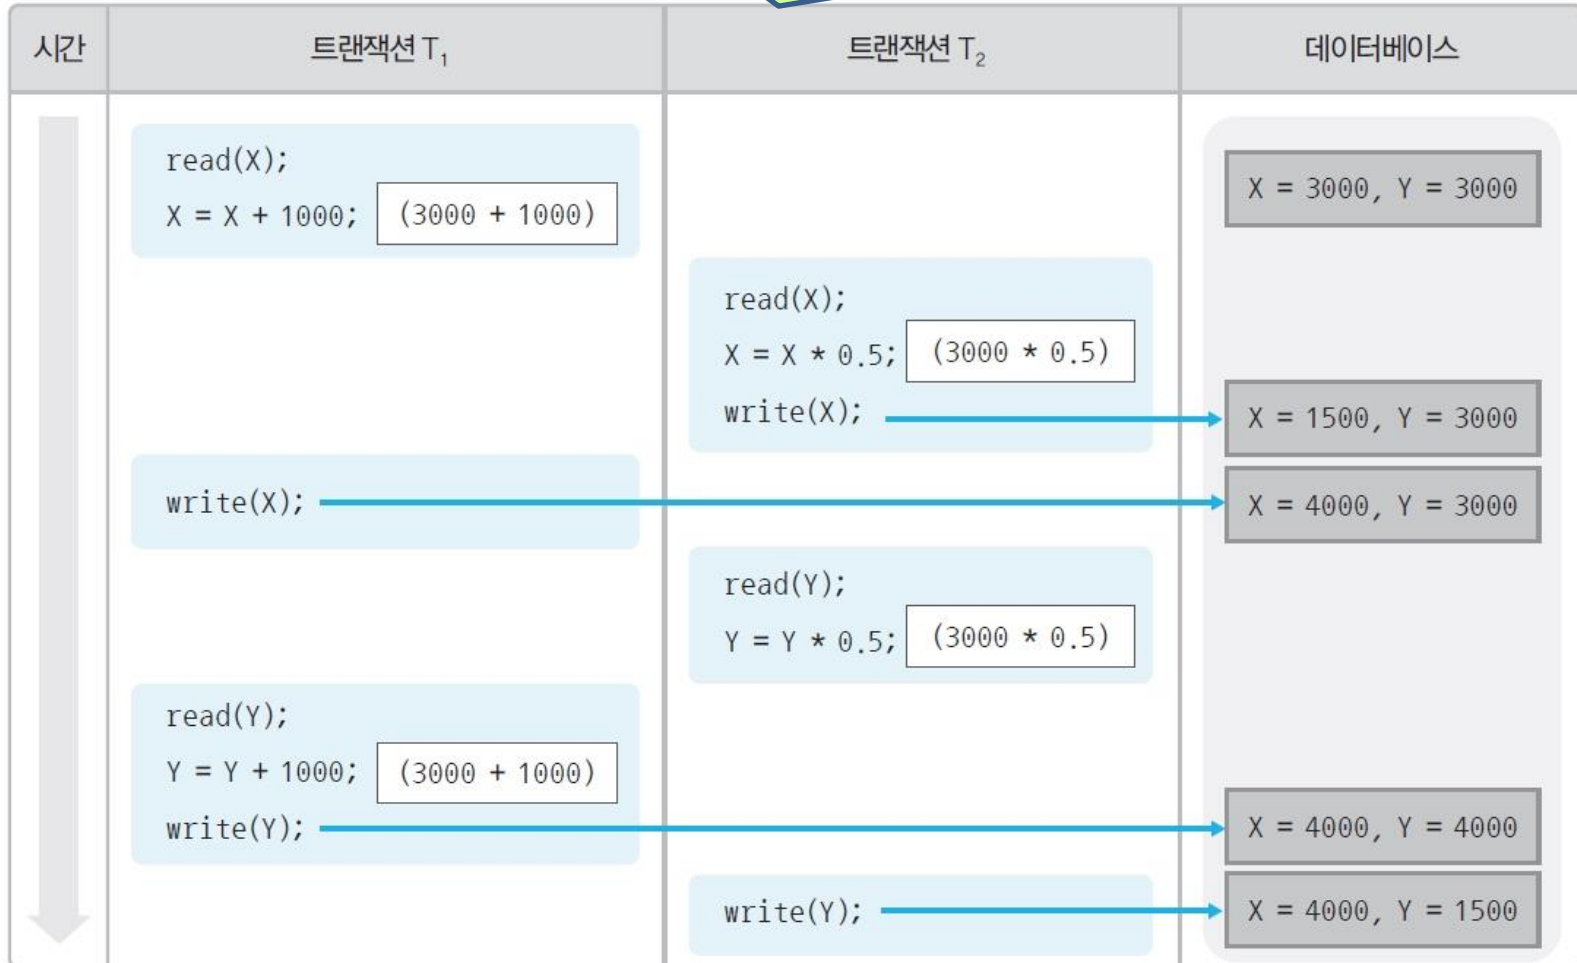 시간
트랜잭션 T₁
트랜잭션 T₂
데이터베이스
read(X);
X = X + 1000; (3000 + 1000)
X = 3000, Y = 3000
read(X);
X = X * 0.5; (3000 * 0.5)
write(X);
X = 1500, Y = 3000
write(X);
X = 4000, Y = 3000
read(Y);
Y = Y * 0.5; (3000 * 0.5)
read(Y);
Y = Y + 1000; (3000 + 1000)
write(Y);
X = 4000, Y = 4000
write(Y);
X = 4000, Y = 1500